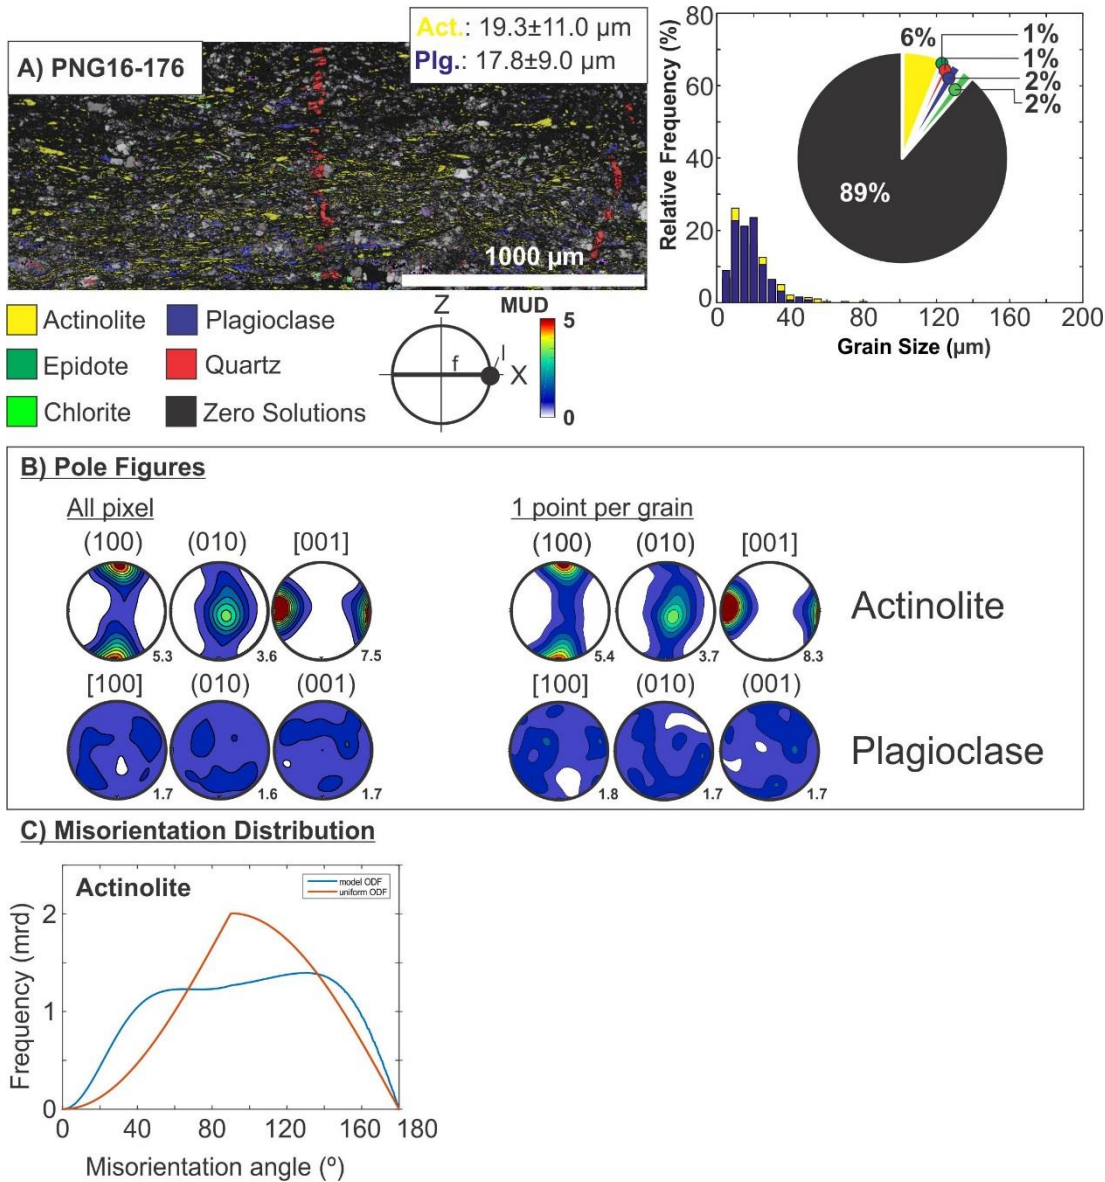 A) PNG16-176
Act.: 19.3±11.0 µm
Plg.: 17.8±9.0 µm
1000 µm
Actinolite
Plagioclase
Epidote
Quartz
Chlorite
Zero Solutions
Z
f
l
X
MUD
5
0
Relative Frequency (%)
80
60
40
20
0
6%
1%
1%
2%
2%
89%
0 40 80 120 160 200
Grain Size (µm)
B) Pole Figures
All pixel
(100) (010) [001]
5.3 3.6 7.5
[100] (010) (001)
1.7 1.6 1.7
1 point per grain
(100) (010) [001]
5.4 3.7 8.3
Actinolite
[100] (010) (001)
1.8 1.7 1.7
Plagioclase
C) Misorientation Distribution
Actinolite
model ODF
uniform ODF
Frequency (mrd)
2
1
0
0 40 80 120 160 180
Misorientation angle (º)